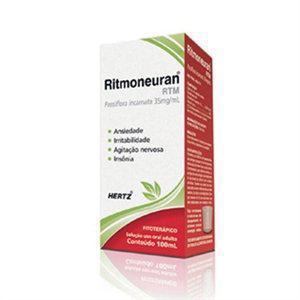 Ritmoneuran®
RTM
Passiflora incarnata 35mg/mL
Ansiedade
Irritabilidade
Agitação nervosa
Insônia
HERTZ
FITOTERÁPICO
Solução uso oral adulto
Conteúdo 100mL